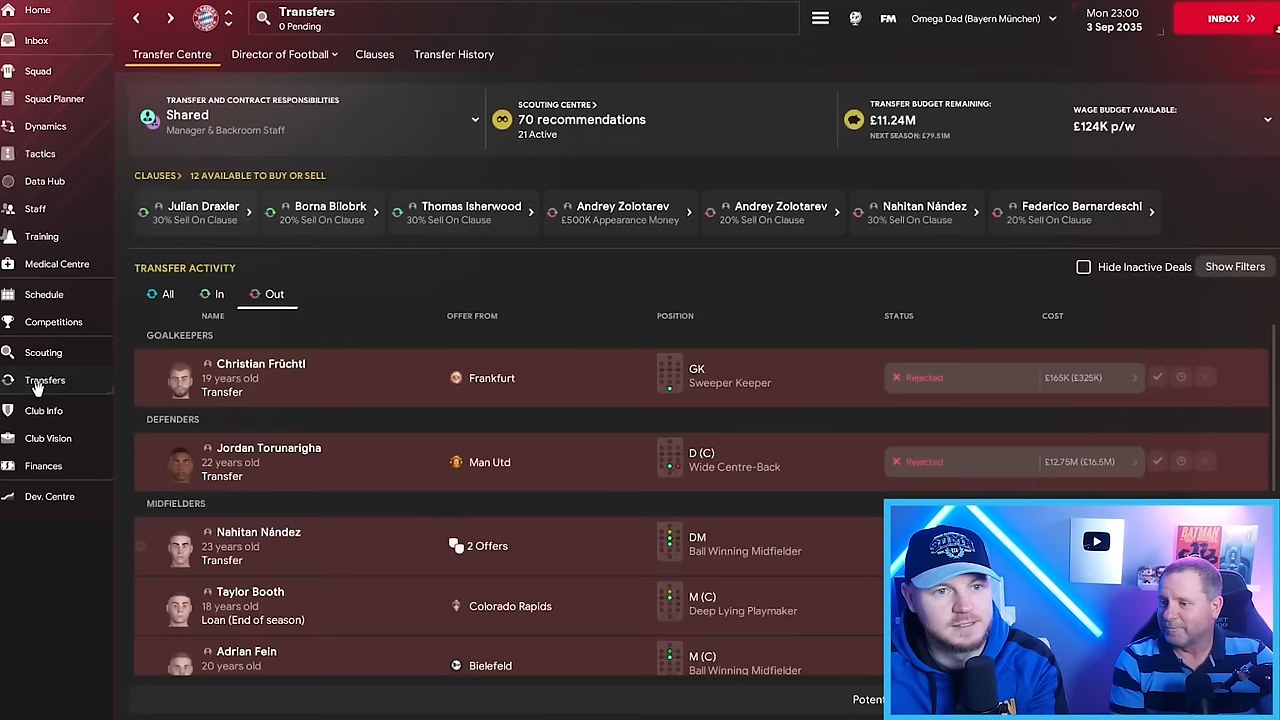 Home
Inbox
Squad
Squad Planner
Dynamics
Tactics
Data Hub
Staff
Training
Medical Centre
Schedule
Competitions
Scouting
Transfers
Club Info
Club Vision
Finances
Dev. Centre
Transfers
0 Pending
FM
Omega Dad (Bayern München)
Mon 23:00
3 Sep 2035
INBOX
Transfer Centre
Director of Football
Clauses
Transfer History
TRANSFER AND CONTRACT RESPONSIBILITIES
Shared
Manager & Backroom Staff
SCOUTING CENTRE
70 recommendations
21 Active
TRANSFER BUDGET REMAINING:
£11.24M
NEXT SEASON: £79.51M
WAGE BUDGET AVAILABLE:
£124K p/w
CLAUSES 12 AVAILABLE TO BUY OR SELL
Julian Draxler
30% Sell On Clause
Borna Bilobrk
20% Sell On Clause
Thomas Isherwood
30% Sell On Clause
Andrey Zolotarev
£500K Appearance Money
Andrey Zolotarev
20% Sell On Clause
Nahitan Nández
30% Sell On Clause
Federico Bernardeschi
20% Sell On Clause
TRANSFER ACTIVITY
Hide Inactive Deals
Show Filters
All
In
Out
NAME
OFFER FROM
POSITION
STATUS
COST
GOALKEEPERS
Christian Früchtl
19 years old
Transfer
Frankfurt
GK
Sweeper Keeper
Rejected
£165K (£325K)
DEFENDERS
Jordan Torunarigha
22 years old
Transfer
Man Utd
D (C)
Wide Centre-Back
Rejected
£12.75M (£16.5M)
MIDFIELDERS
Nahitan Nández
23 years old
Transfer
2 Offers
DM
Ball Winning Midfielder
Taylor Booth
18 years old
Loan (End of season)
Colorado Rapids
M (C)
Deep Lying Playmaker
Adrian Fein
20 years old
Bielefeld
M (C)
Ball Winning Midfielder
Potent
BATMAN